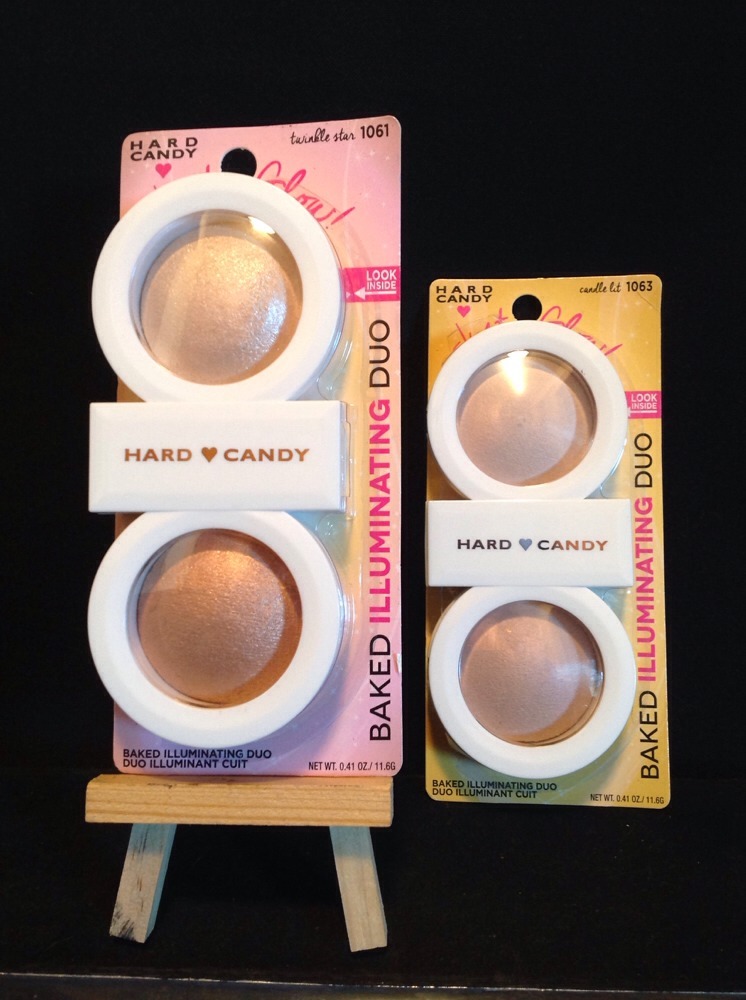 HARD
CANDY
twinkle star 1061
Glow!
LOOK
INSIDE
HARD ♥ CANDY
BAKED ILLUMINATING DUO
BAKED ILLUMINATING DUO
DUO ILLUMINANT CUIT
NET WT. 0.41 OZ./ 11.6G
HARD
CANDY
candle lit 1063
Glow!
LOOK
INSIDE
HARD ♥ CANDY
BAKED ILLUMINATING DUO
BAKED ILLUMINATING DUO
DUO ILLUMINANT CUIT
NET WT. 0.41 OZ./ 11.6G